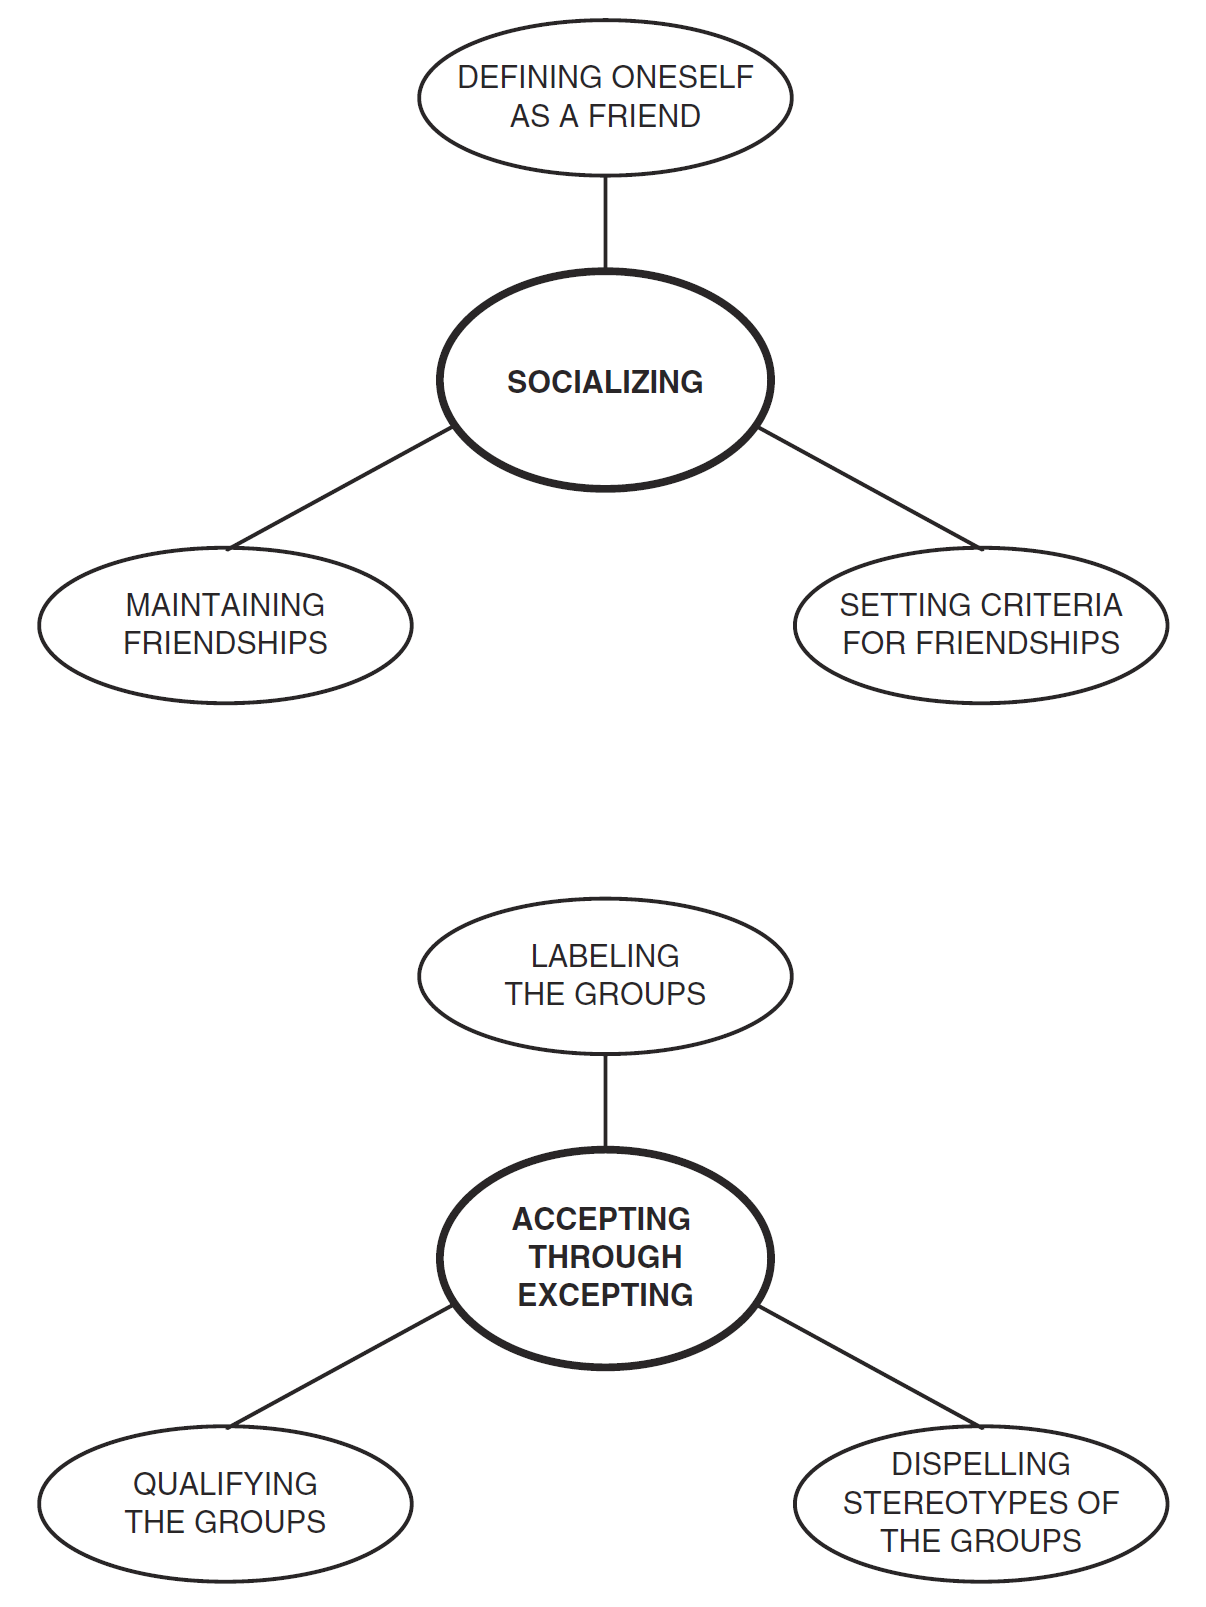 DEFINING ONESELF
AS A FRIEND
SOCIALIZING
MAINTAINING
FRIENDSHIPS
SETTING CRITERIA
FOR FRIENDSHIPS
LABELING
THE GROUPS
ACCEPTING
THROUGH
EXCEPTING
QUALIFYING
THE GROUPS
DISPELLING
STEREOTYPES OF
THE GROUPS